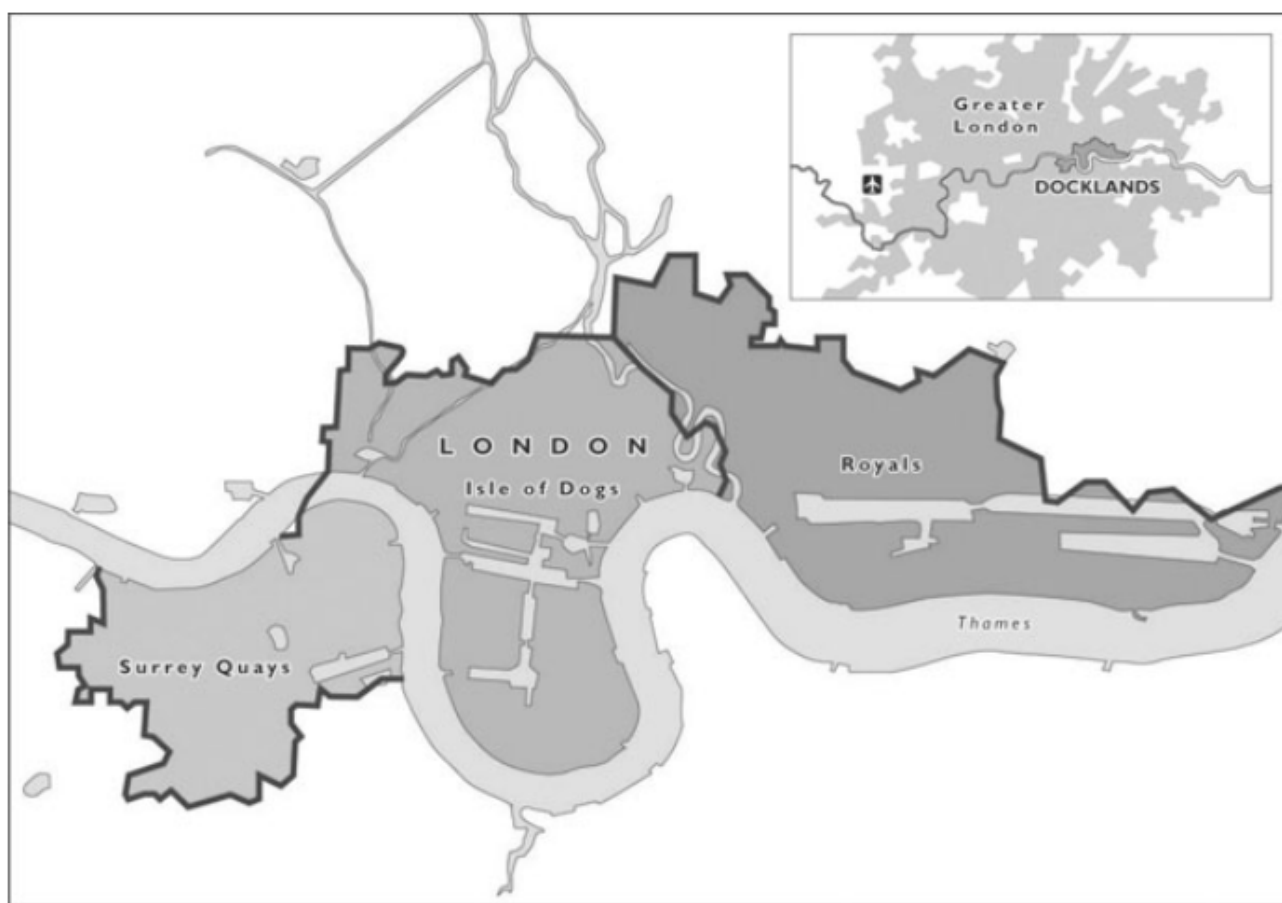 Greater
London
DOCKLANDS
LONDON
Isle of Dogs
Royals
Thames
Surrey Quays